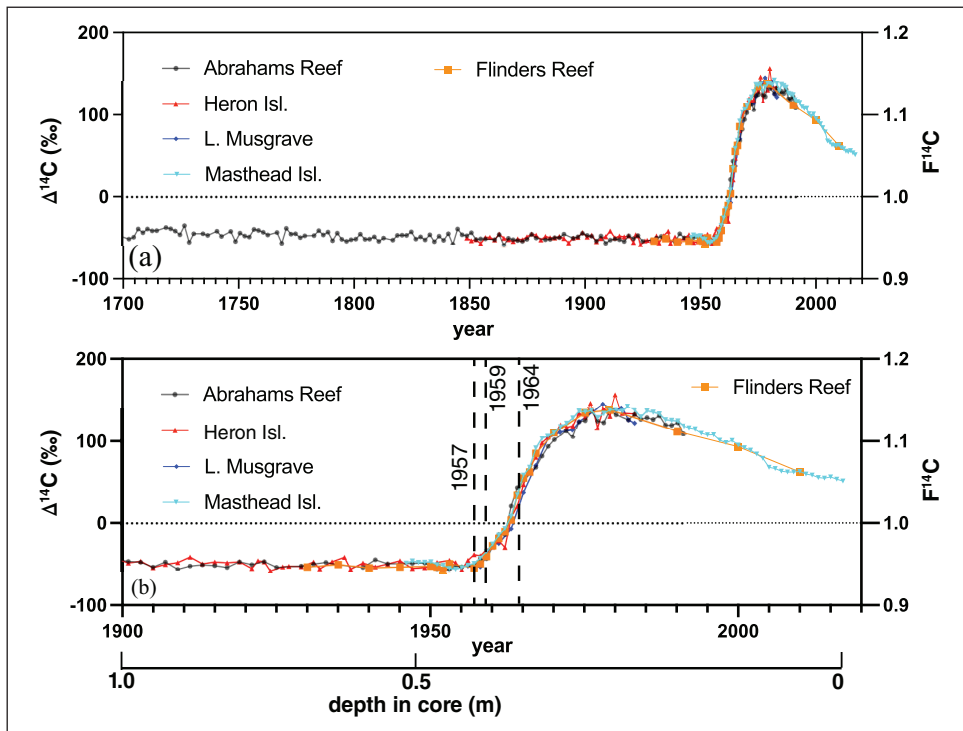 200
100
0
-100
Δ¹⁴C (‰)
Abrahams Reef
Heron Isl.
L. Musgrave
Masthead Isl.
Flinders Reef
1.2
1.1
1.0
0.9
F¹⁴C
(a)
1700 1750 1800 1850 1900 1950 2000
year
200
100
0
-100
Δ¹⁴C (‰)
Abrahams Reef
Heron Isl.
L. Musgrave
Masthead Isl.
1957
1959
1964
Flinders Reef
1.2
1.1
1.0
0.9
F¹⁴C
(b)
1900 1950 2000
year
1.0 0.5 0
depth in core (m)